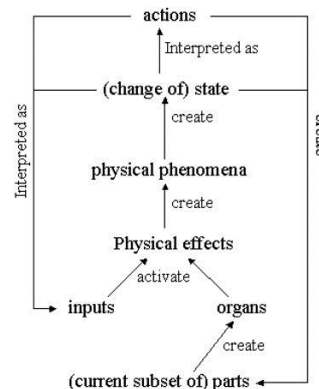 actions
Interpreted as
(change of) state
create
Interpreted as
physical phenomena
create
Physical effects
activate
inputs
organs
create
(current subset of) parts